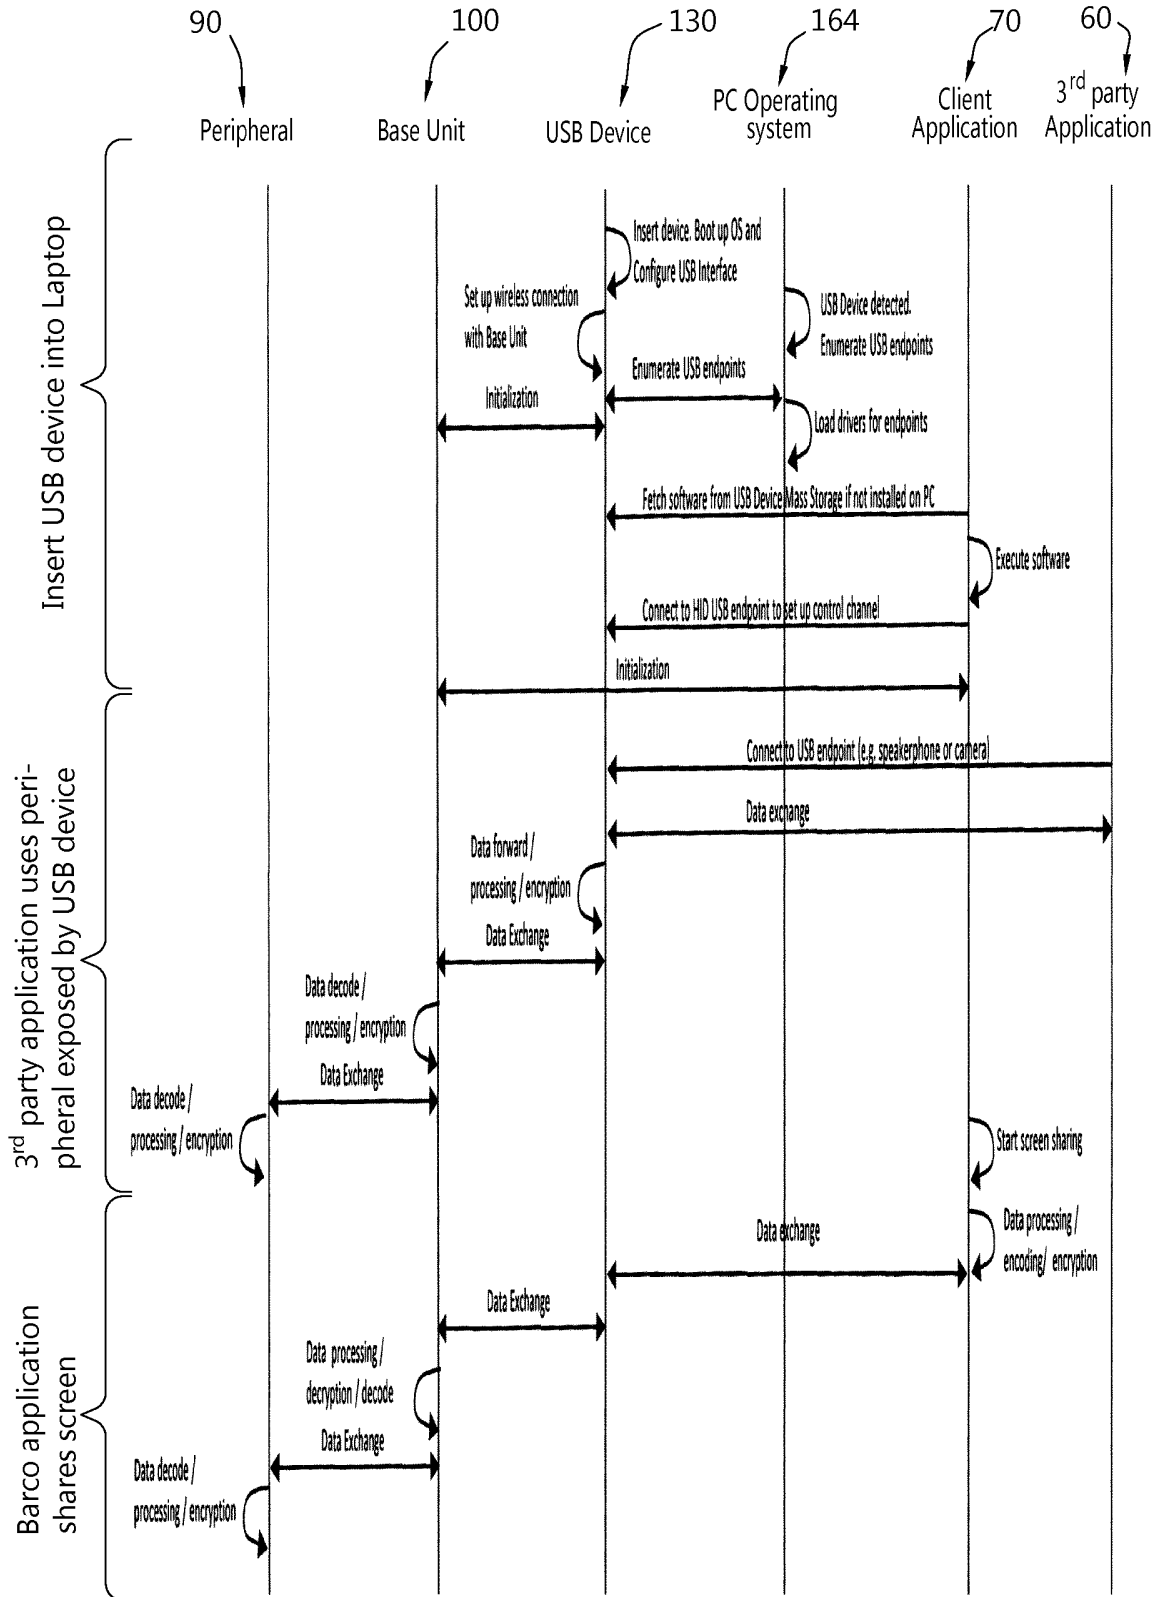 90
100
130
164
70
60
Peripheral
Base Unit
USB Device
PC Operating
system
Client
Application
3rd party
Application
Insert USB device into Laptop
Insert device. Boot up OS and
Configure USB Interface
Set up wireless connection
with Base Unit
USB Device detected.
Enumerate USB endpoints
Enumerate USB endpoints
Initialization
Load drivers for endpoints
Fetch software from USB Device Mass Storage if not installed on PC
Execute software
Connect to HID USB endpoint to set up control channel
Initialization
3rd party application uses peri-
pheral exposed by USB device
Connect to USB endpoint (e.g. speakerphone or camera)
Data exchange
Data forward /
processing / encryption
Data Exchange
Data decode /
processing / encryption
Data Exchange
Data decode /
processing / encryption
Start screen sharing
Barco application
shares screen
Data processing /
encoding/ encryption
Data exchange
Data Exchange
Data processing /
decryption / decode
Data Exchange
Data decode /
processing / encryption